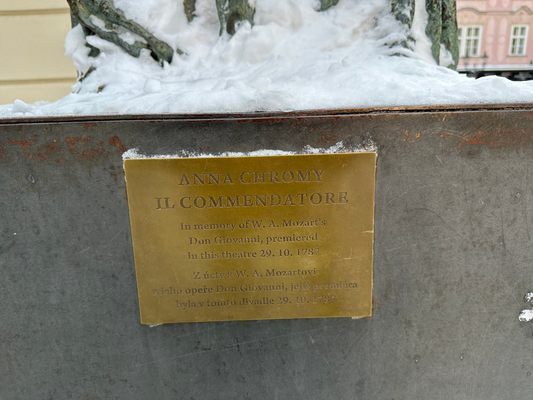 ANNA CHROMY
IL COMMENDATORE
In memory of W. A. Mozart's
Don Giovanni, premiered
in this theatre 29. 10. 1787
Z úcty k W. A. Mozartovi
a jeho opeře Don Giovanni, jejíž premiéra
byla v tomto divadle 29. 10. 1787